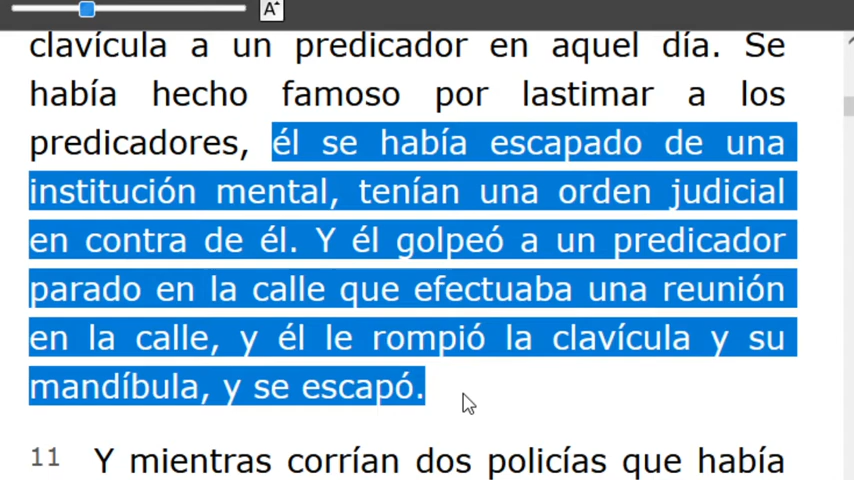 A
clavícula a un predicador en aquel día. Se
había hecho famoso por lastimar a los
predicadores, él se había escapado de una
institución mental, tenían una orden judicial
en contra de él. Y él golpeó a un predicador
parado en la calle que efectuaba una reunión
en la calle, y él le rompió la clavícula y su
mandíbula, y se escapó.
11 Y mientras corrían dos policías que había